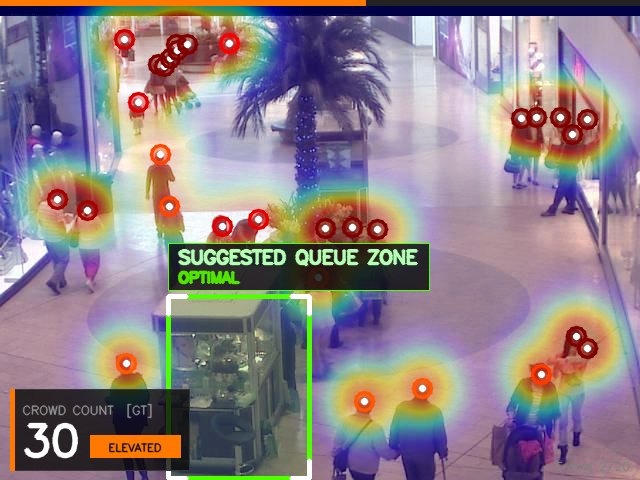 SUGGESTED QUEUE ZONE
OPTIMAL
CROWD COUNT [GT]
30
ELEVATED